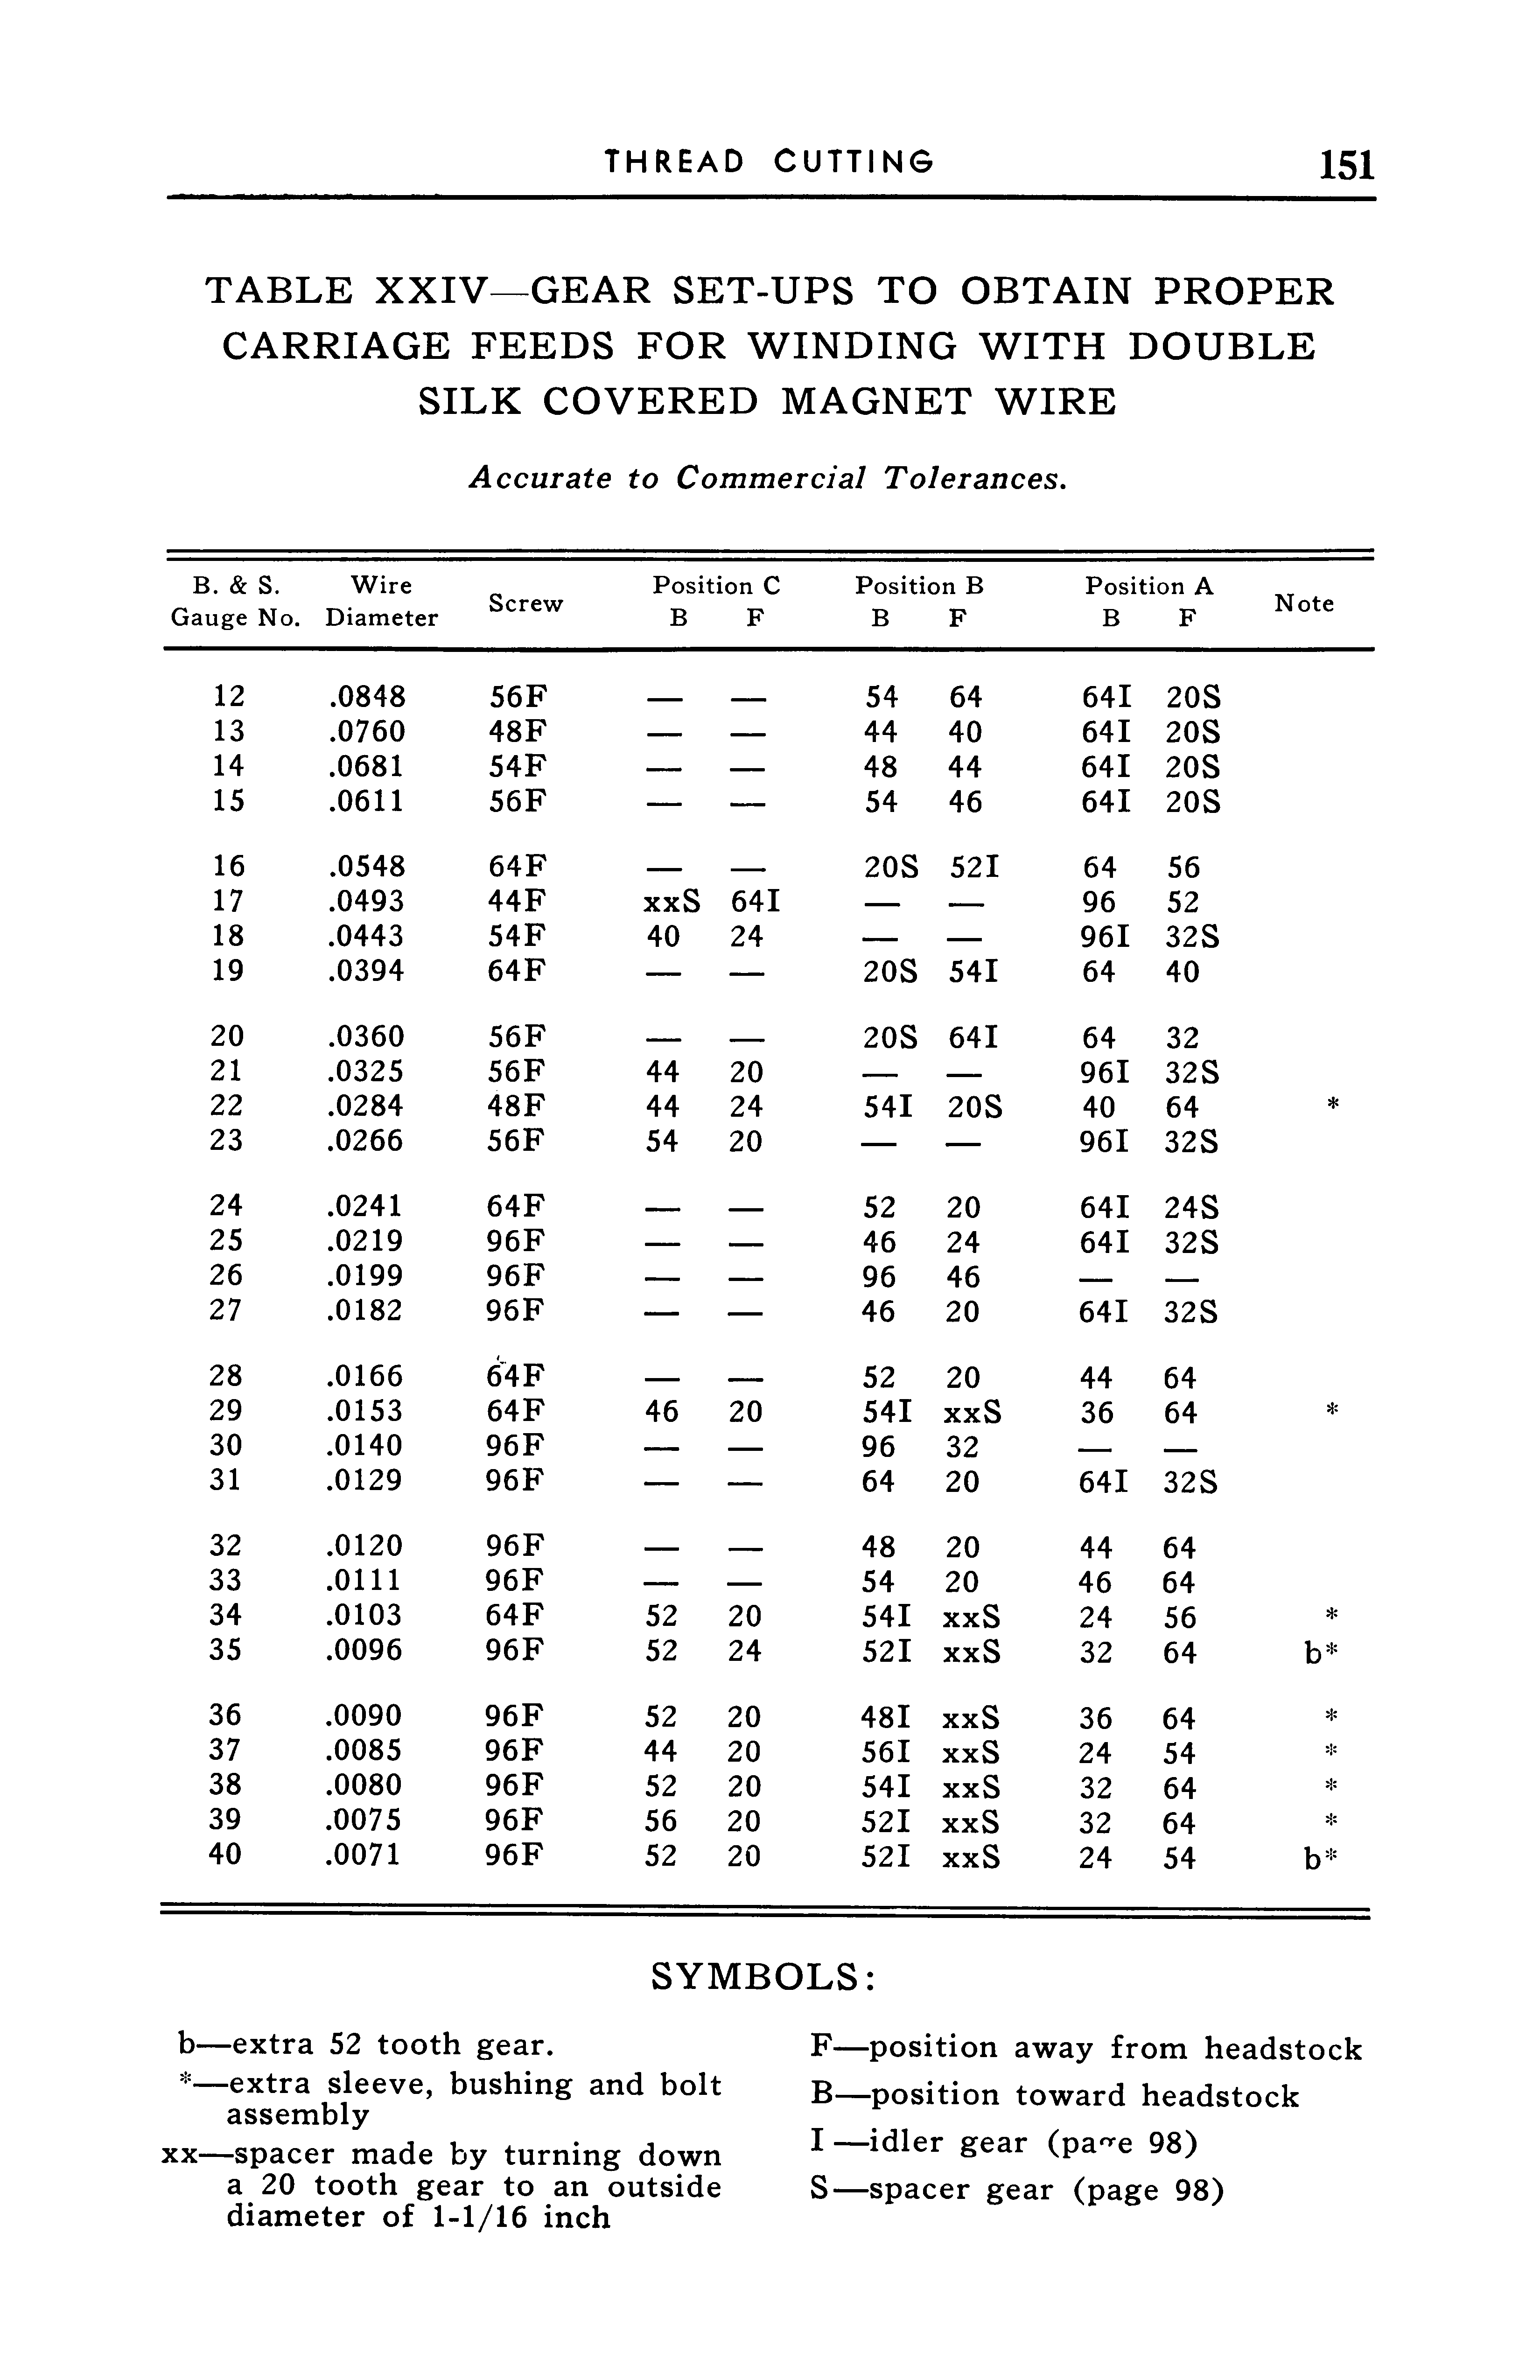 THREAD CUTTING 151
TABLE XXIV—GEAR SET-UPS TO OBTAIN PROPER
CARRIAGE FEEDS FOR WINDING WITH DOUBLE
SILK COVERED MAGNET WIRE
Accurate to Commercial Tolerances.
B. & S. Wire Screw Position C Position B Position A Note
Gauge No. Diameter B F B F B F
12 .0848 56F — — 54 64 64I 20S
13 .0760 48F — — 44 40 64I 20S
14 .0681 54F — — 48 44 64I 20S
15 .0611 56F — — 54 46 64I 20S
16 .0548 64F — — 20S 52I 64 56
17 .0493 44F xxS 64I — — 96 52
18 .0443 54F 40 24 — — 96I 32S
19 .0394 64F — — 20S 54I 64 40
20 .0360 56F — — 20S 64I 64 32
21 .0325 56F 44 20 — — 96I 32S
22 .0284 48F 44 24 54I 20S 40 64 *
23 .0266 56F 54 20 — — 96I 32S
24 .0241 64F — — 52 20 64I 24S
25 .0219 96F — — 46 24 64I 32S
26 .0199 96F — — 96 46 — —
27 .0182 96F — — 46 20 64I 32S
28 .0166 64F — — 52 20 44 64
29 .0153 64F 46 20 54I xxS 36 64 *
30 .0140 96F — — 96 32 — —
31 .0129 96F — — 64 20 64I 32S
32 .0120 96F — — 48 20 44 64
33 .0111 96F — — 54 20 46 64
34 .0103 64F 52 20 54I xxS 24 56 *
35 .0096 96F 52 24 52I xxS 32 64 b*
36 .0090 96F 52 20 48I xxS 36 64 *
37 .0085 96F 44 20 56I xxS 24 54 *
38 .0080 96F 52 20 54I xxS 32 64 *
39 .0075 96F 56 20 52I xxS 32 64 *
40 .0071 96F 52 20 52I xxS 24 54 b*
SYMBOLS:
b—extra 52 tooth gear.
*—extra sleeve, bushing and bolt
assembly
xx—spacer made by turning down
a 20 tooth gear to an outside
diameter of 1-1/16 inch
F—position away from headstock
B—position toward headstock
I—idler gear (page 98)
S—spacer gear (page 98)